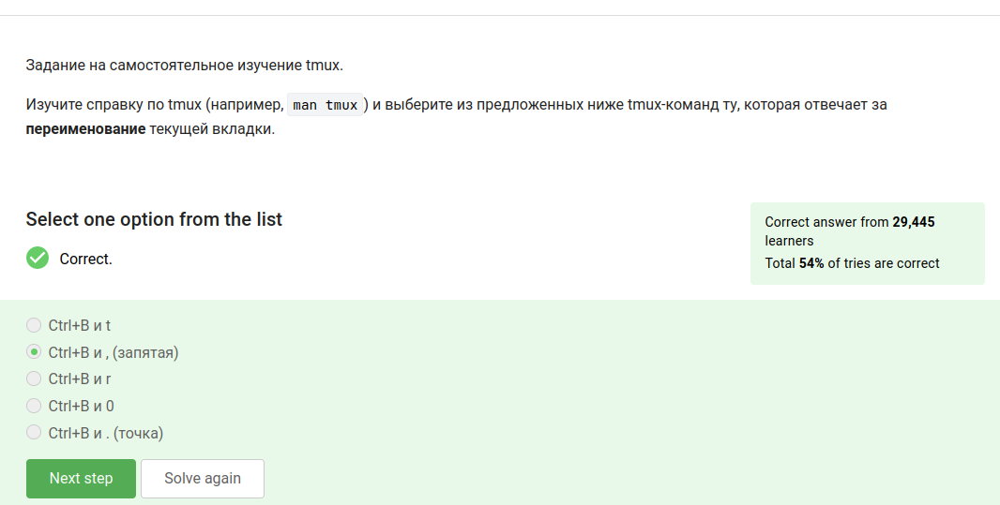 Задание на самостоятельное изучение tmux.
Изучите справку по tmux (например, man tmux ) и выберите из предложенных ниже tmux-команд ту, которая отвечает за
переименование текущей вкладки.
Select one option from the list
Correct.
Correct answer from 29,445
learners
Total 54% of tries are correct
Ctrl+B и t
Ctrl+B и , (запятая)
Ctrl+B и r
Ctrl+B и 0
Ctrl+B и . (точка)
Next step
Solve again